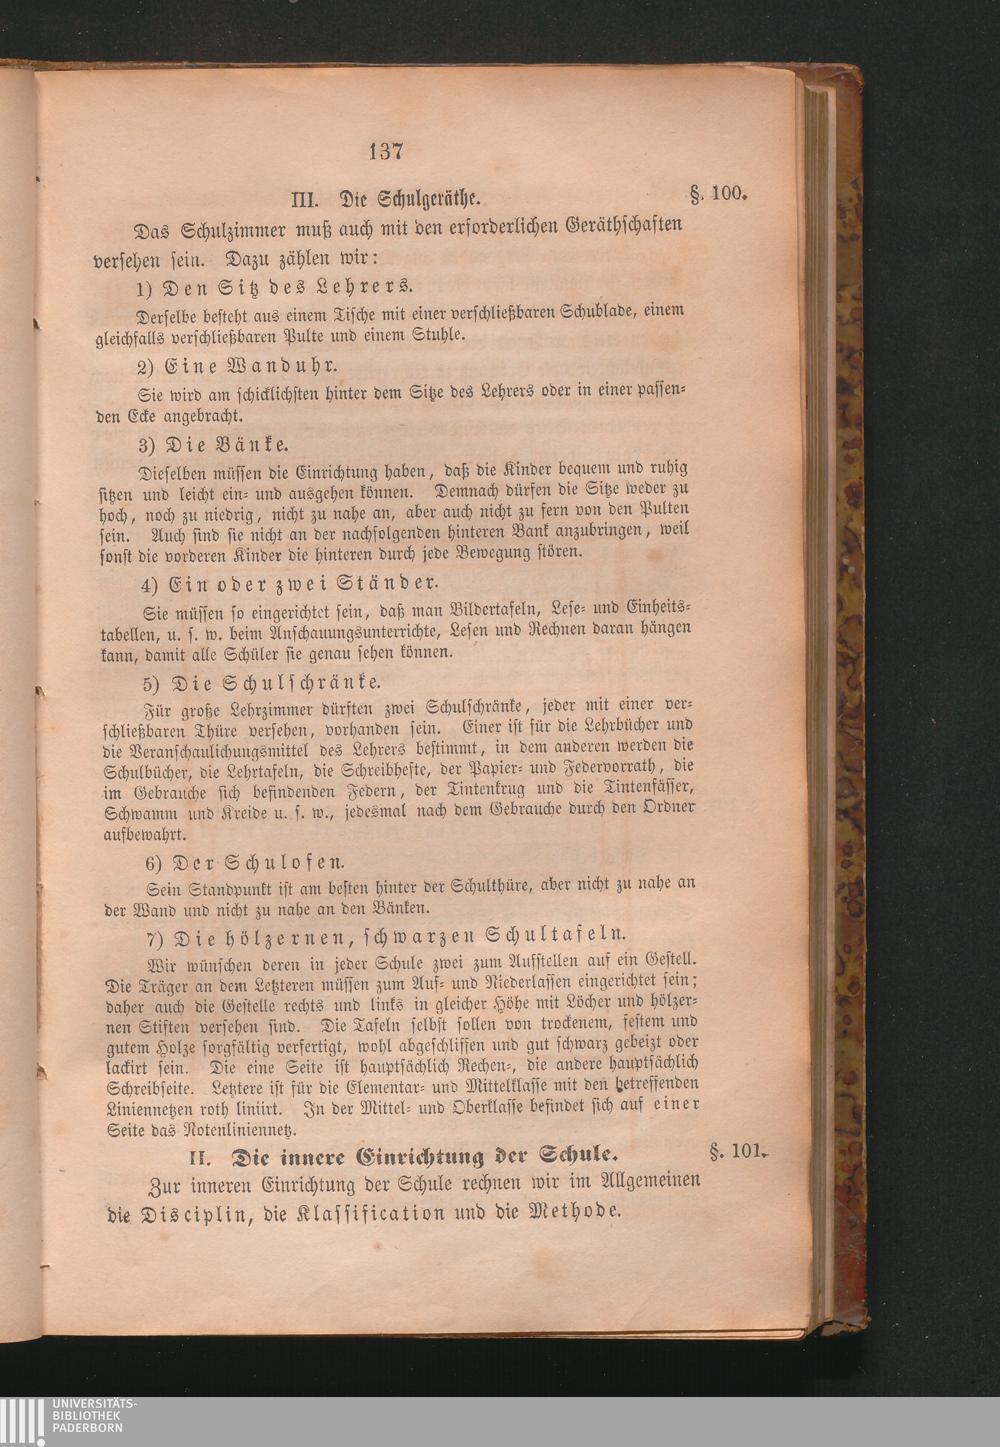 137
III. Die Schulgeräthe. §. 100.
Das Schulzimmer muß auch mit den erforderlichen Geräthschaften
versehen sein. Dazu zählen wir:
1) Den Sitz des Lehrers.
Derselbe besteht aus einem Tische mit einer verschließbaren Schublade, einem
gleichfalls verschließbaren Pulte und einem Stuhle.
2) Eine Wanduhr.
Sie wird am schicklichsten hinter dem Sitze des Lehrers oder in einer passen-
den Ecke angebracht.
3) Die Bänke.
Dieselben müssen die Einrichtung haben, daß die Kinder bequem und ruhig
sitzen und leicht ein- und ausgehen können. Demnach dürfen die Sitze weder zu
hoch, noch zu niedrig, nicht zu nahe an, aber auch nicht zu fern von den Pulten
sein. Auch sind sie nicht an der nachfolgenden hinteren Bank anzubringen, weil
sonst die vorderen Kinder die hinteren durch jede Bewegung stören.
4) Ein oder zwei Ständer.
Sie müssen so eingerichtet sein, daß man Bildertafeln, Lese- und Einheits-
tabellen, u. s. w. beim Anschauungsunterrichte, Lesen und Rechnen daran hängen
kann, damit alle Schüler sie genau sehen können.
5) Die Schulschränke.
Für große Lehrzimmer dürften zwei Schulschränke, jeder mit einer ver-
schließbaren Thüre versehen, vorhanden sein. Einer ist für die Lehrbücher und
die Veranschaulichungsmittel des Lehrers bestimmt, in dem anderen werden die
Schulbücher, die Lehrtafeln, die Schreibhefte, der Papier- und Federvorrath, die
im Gebrauche sich befindenden Federn, der Tintenkrug und die Tintenfässer,
Schwamm und Kreide u. s. w., jedesmal nach dem Gebrauche durch den Ordner
aufbewahrt.
6) Der Schulofen.
Sein Standpunkt ist am besten hinter der Schulthüre, aber nicht zu nahe an
der Wand und nicht zu nahe an den Bänken.
7) Die hölzernen, schwarzen Schultafeln.
Wir wünschen deren in jeder Schule zwei zum Aufstellen auf ein Gestell.
Die Träger an dem Letzteren müssen zum Auf- und Niederlassen eingerichtet sein;
daher auch die Gestelle rechts und links in gleicher Höhe mit Löcher und hölzer-
nen Stiften versehen sind. Die Tafeln selbst sollen von trockenem, festem und
gutem Holze sorgfältig verfertigt, wohl abgeschliffen und gut schwarz gebeizt oder
lackirt sein. Die eine Seite ist hauptsächlich Rechen-, die andere hauptsächlich
Schreibseite. Letztere ist für die Elementar- und Mittelklasse mit den betreffenden
Liniennetzen roth liniirt. In der Mittel- und Oberklasse befindet sich auf einer
Seite das Notenliniennetz.
II. Die innere Einrichtung der Schule. §. 101.
Zur inneren Einrichtung der Schule rechnen wir im Allgemeinen
die Disciplin, die Klassification und die Methode.
UNIVERSITÄTS-
BIBLIOTHEK
PADERBORN